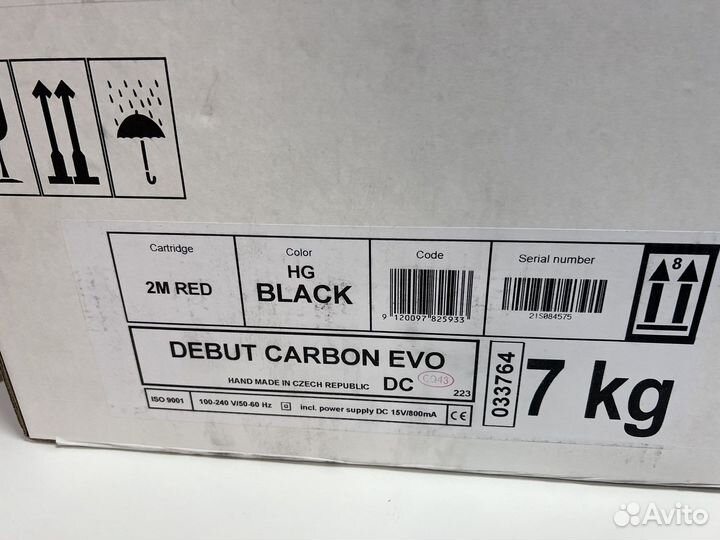 Cartridge
2M RED
Color
HG
BLACK
Code
9 120097 825933
Serial number
21S084575
8
DEBUT CARBON EVO
HAND MADE IN CZECH REPUBLIC DC
223
ISO 9001 100-240 V/50-60 Hz incl. power supply DC 15V/800mA CE
033764
7 kg
Avito